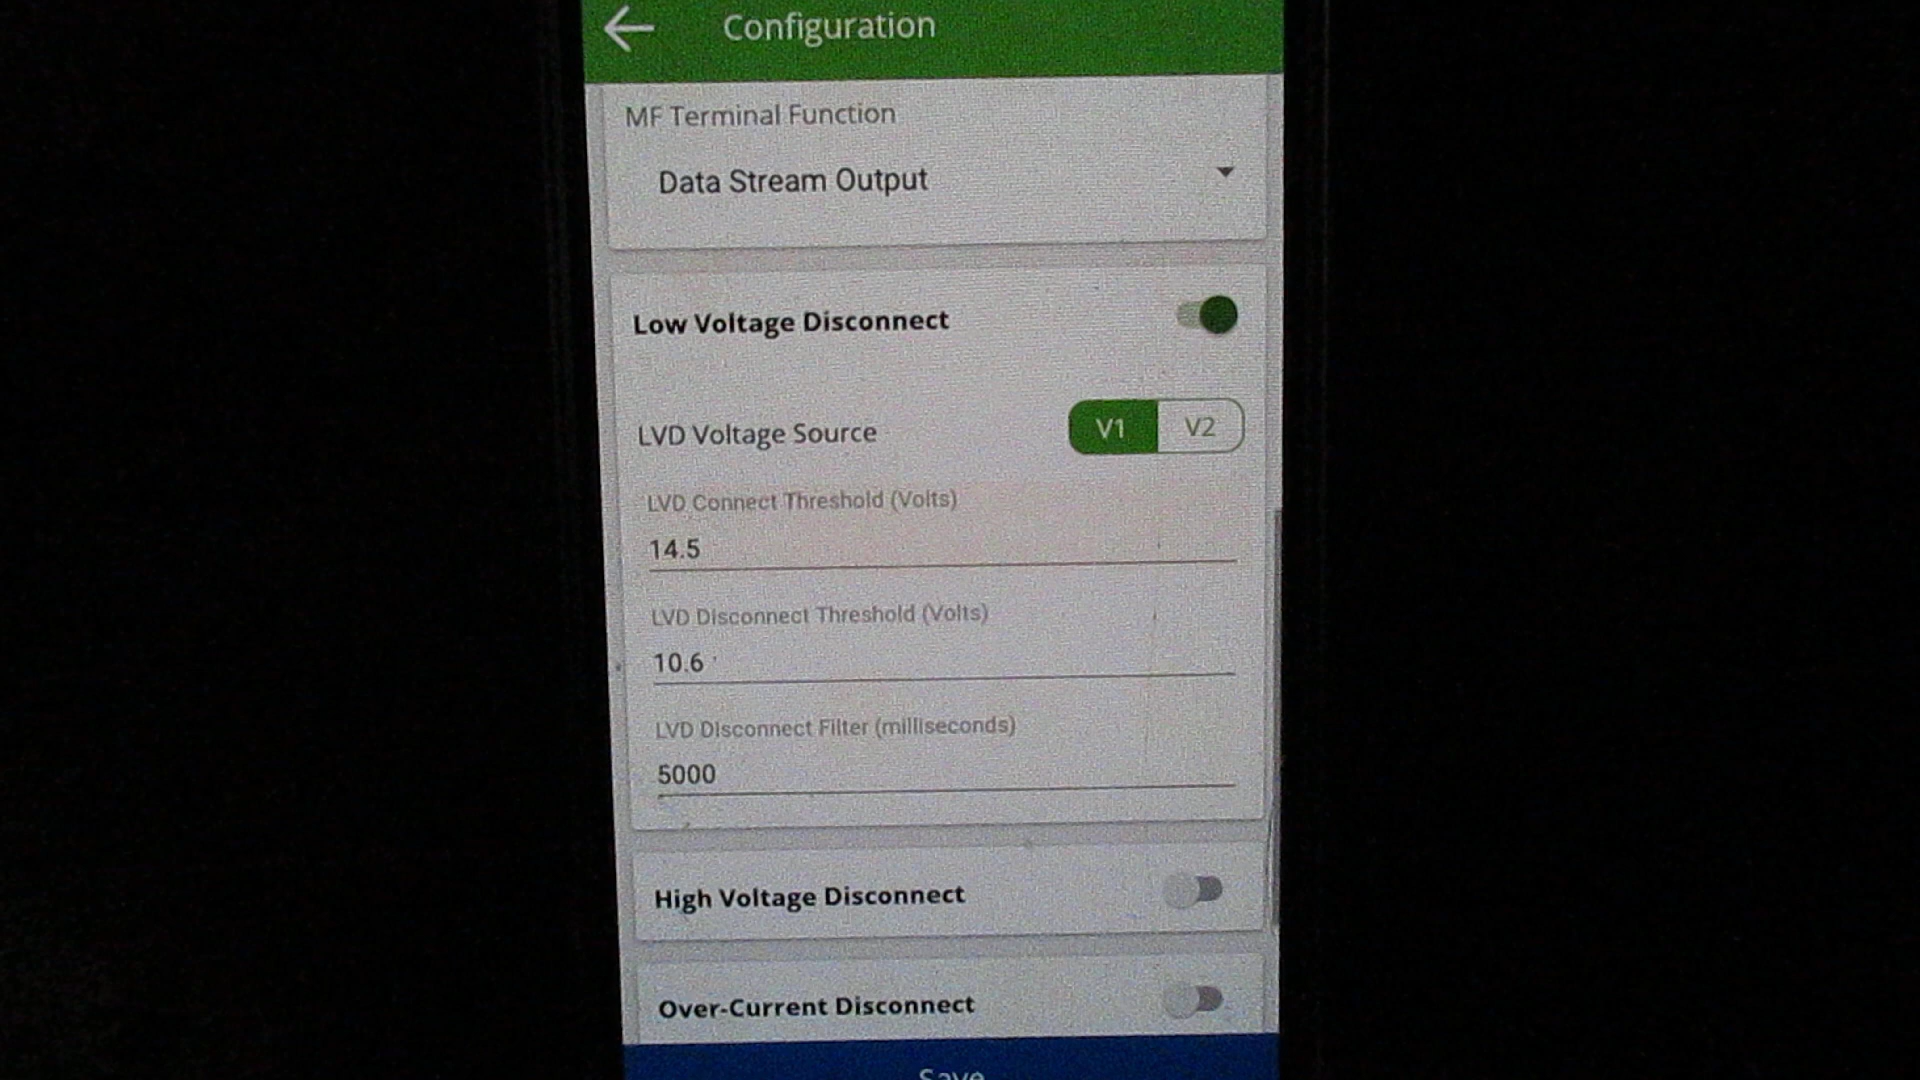 Configuration
MF Terminal Function
Data Stream Output
Low Voltage Disconnect
LVD Voltage Source
V1 V2
LVD Connect Threshold (Volts)
14.5
LVD Disconnect Threshold (Volts)
10.6
LVD Disconnect Filter (milliseconds)
5000
High Voltage Disconnect
Over-Current Disconnect
Save